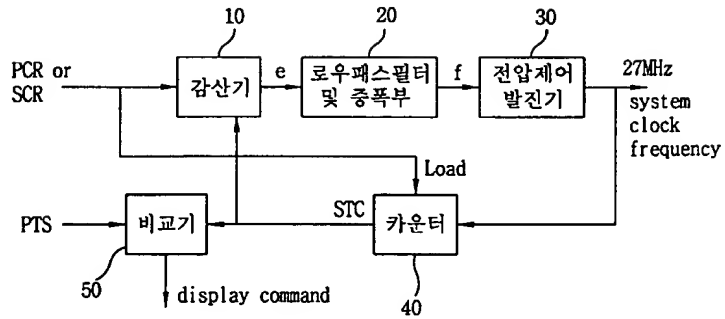 10
20
30
PCR or
SCR
감산기
e
로우패스필터
및 증폭부
f
전압제어
발진기
27MHz
system
clock
frequency
Load
PTS
비교기
STC
카운터
50
display command
40